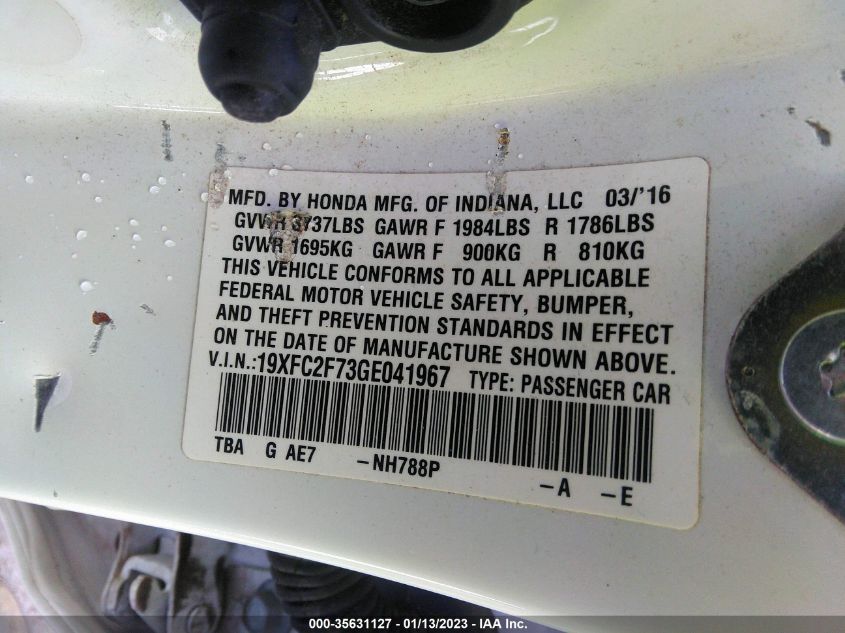 MFD. BY HONDA MFG. OF INDIANA, LLC 03/'16
GVWR 3737LBS GAWR F 1984LBS R 1786LBS
GVWR 1695KG GAWR F 900KG R 810KG
THIS VEHICLE CONFORMS TO ALL APPLICABLE
FEDERAL MOTOR VEHICLE SAFETY, BUMPER,
AND THEFT PREVENTION STANDARDS IN EFFECT
ON THE DATE OF MANUFACTURE SHOWN ABOVE.
V.I.N.:19XFC2F73GE041967 TYPE: PASSENGER CAR
TBA G AE7 -NH788P -A -E
000-35631127 - 01/13/2023 - IAA Inc.